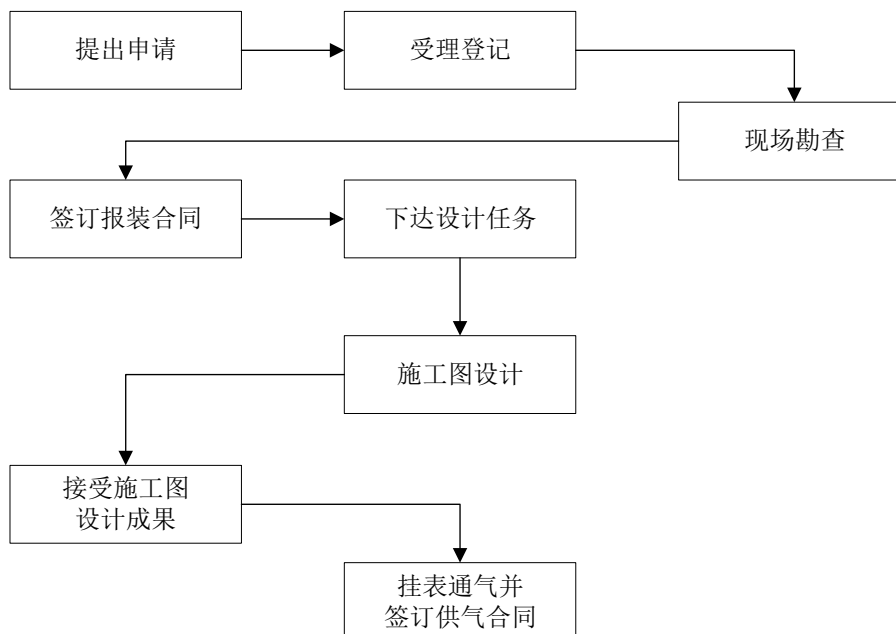 提出申请
受理登记
现场勘查
签订报装合同
下达设计任务
施工图设计
接受施工图
设计成果
挂表通气并
签订供气合同